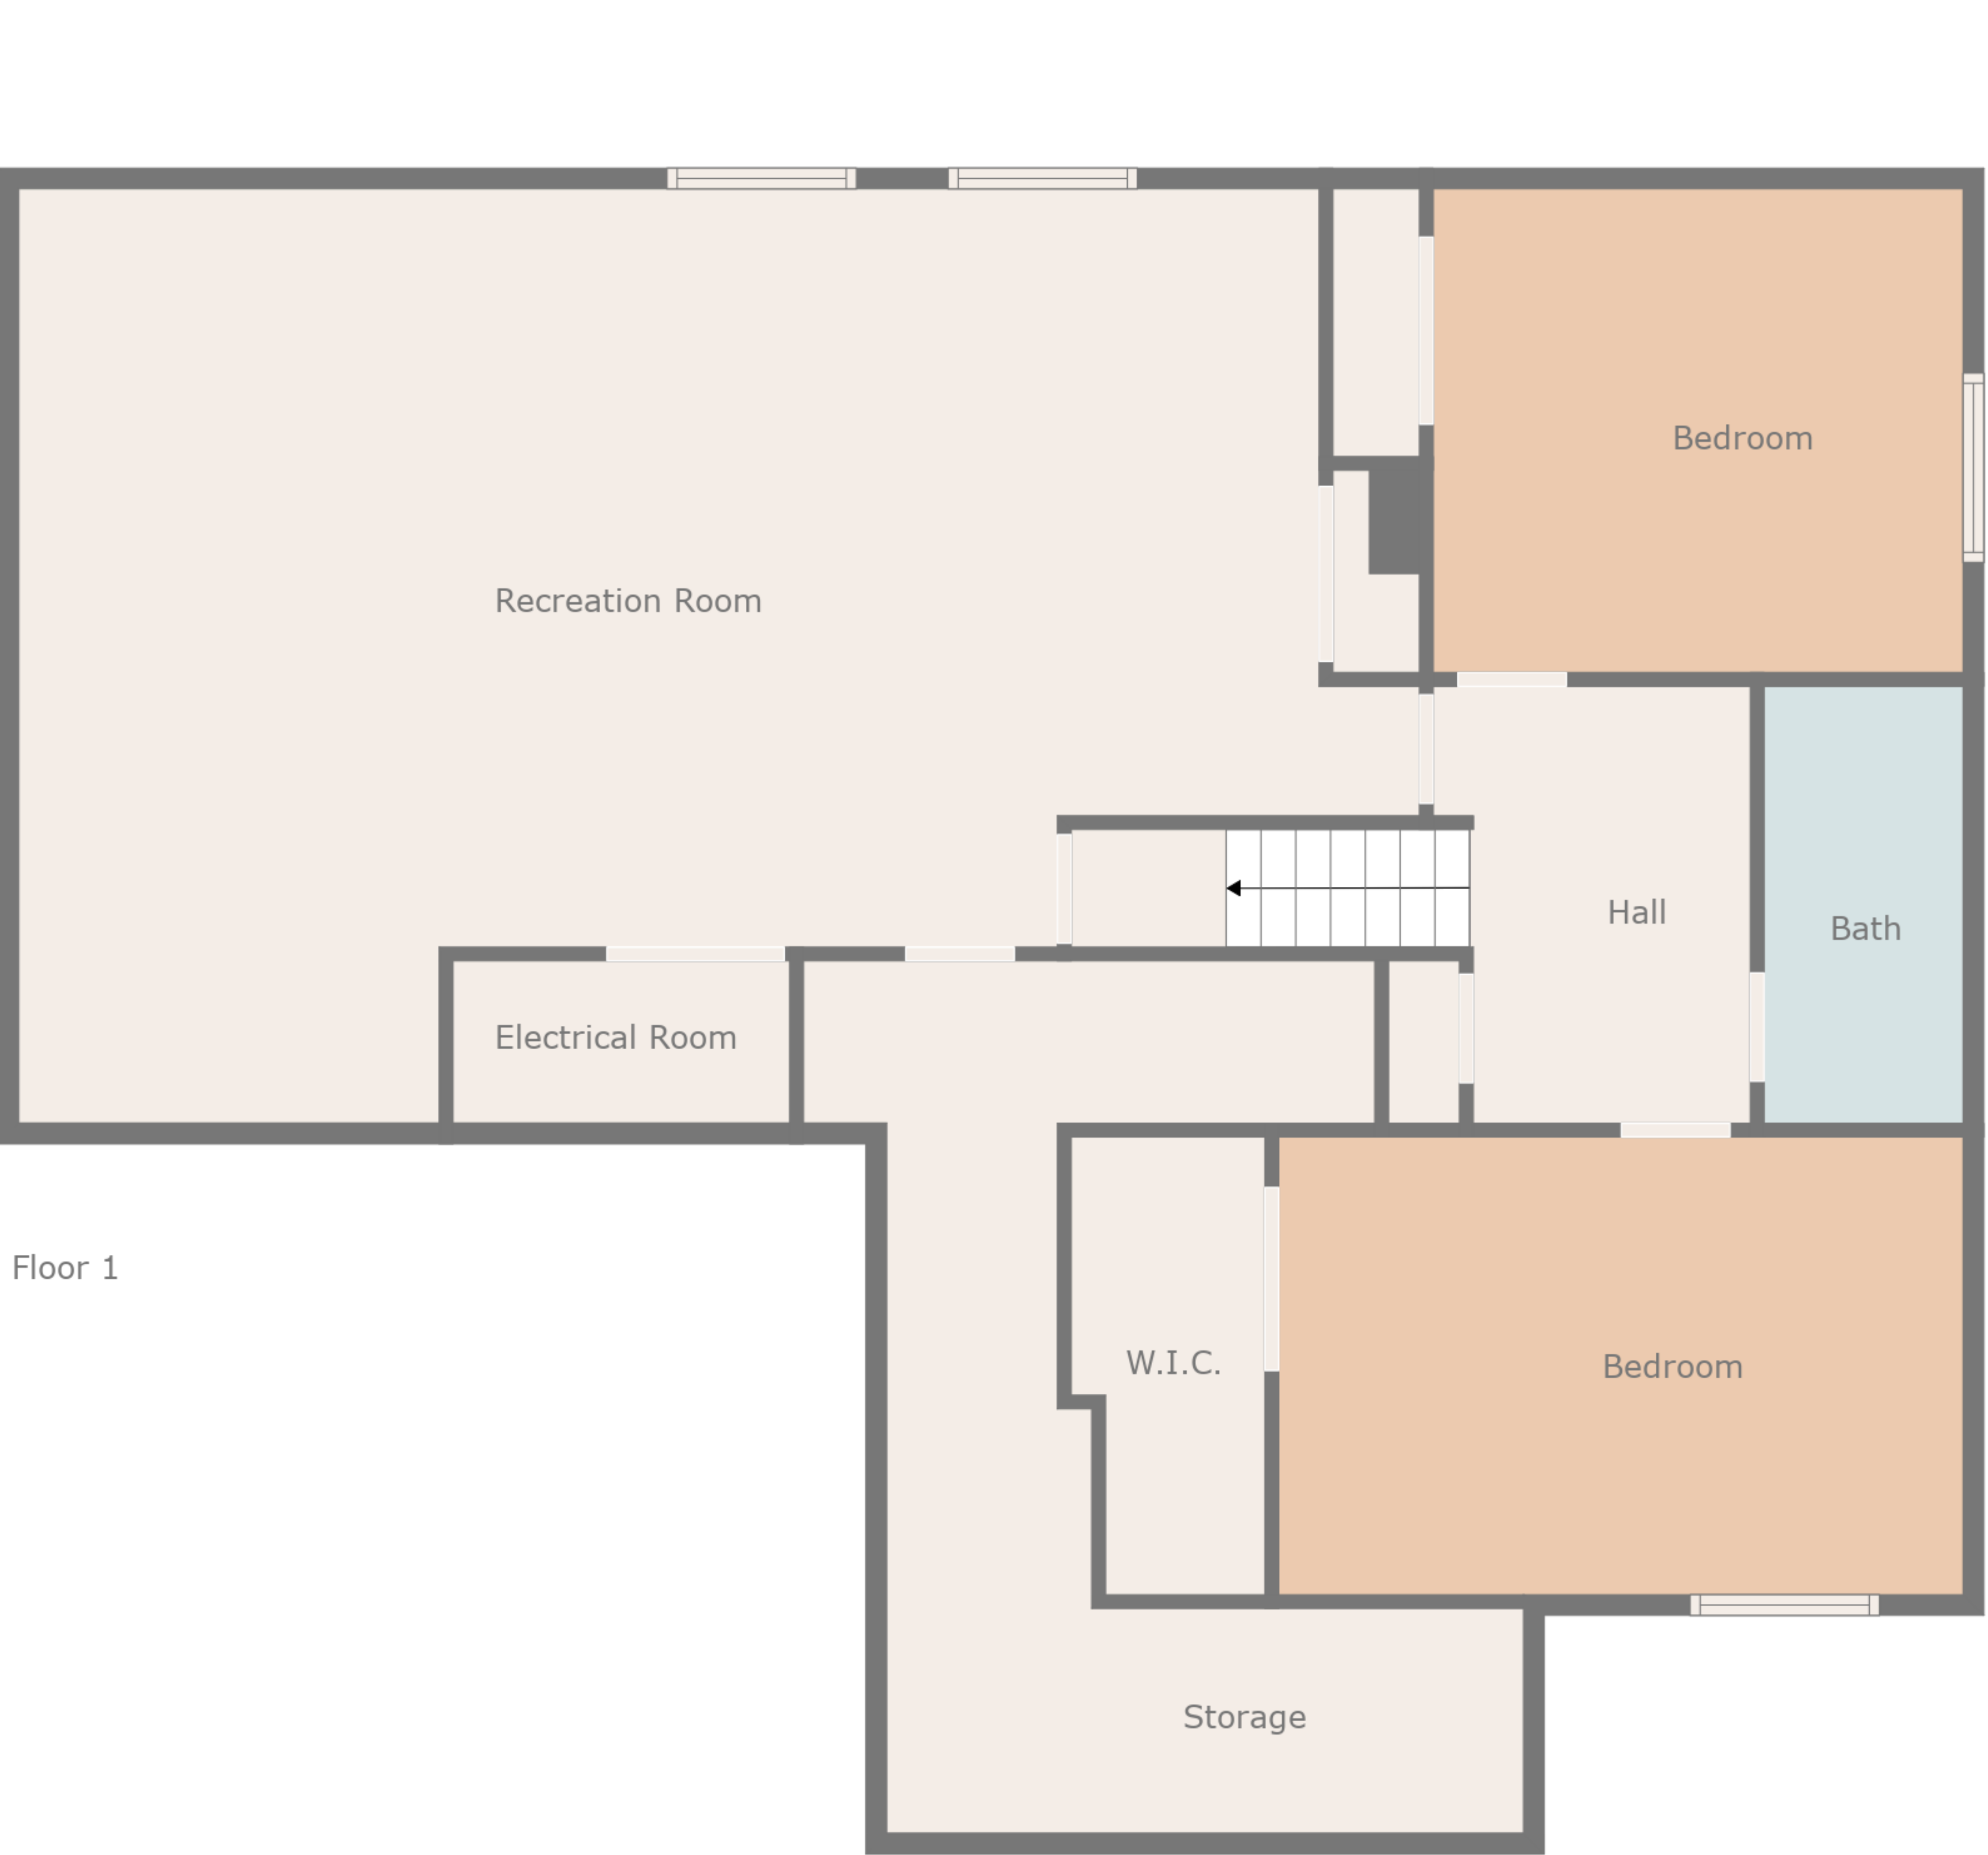 Bedroom
Recreation Room
Hall
Bath
Electrical Room
Floor 1
W.I.C.
Bedroom
Storage